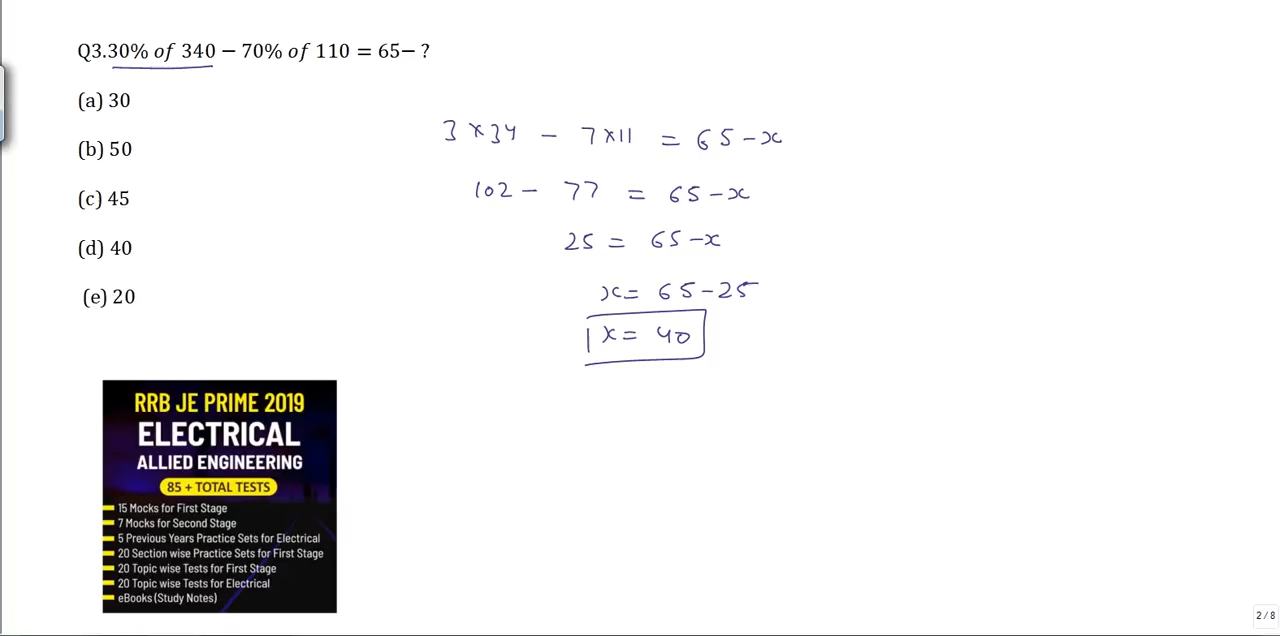 Q3.30% of 340 − 70% of 110 = 65− ?
(a) 30
(b) 50
(c) 45
(d) 40
(e) 20
3 × 34 − 7 × 11 = 65 − x
102 − 77 = 65 − x
25 = 65 − x
x = 65 − 25
x = 40
RRB JE PRIME 2019
ELECTRICAL
ALLIED ENGINEERING
85 + TOTAL TESTS
15 Mocks for First Stage
7 Mocks for Second Stage
5 Previous Years Practice Sets for Electrical
20 Section wise Practice Sets for First Stage
20 Topic wise Tests for First Stage
20 Topic wise Tests for Electrical
eBooks (Study Notes)
2 / 8